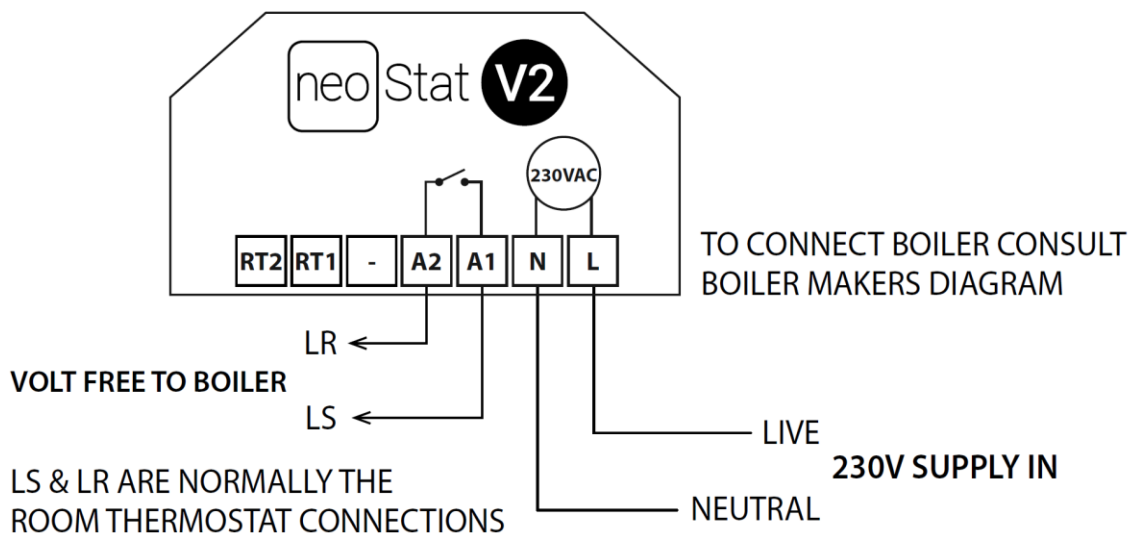 neo Stat V2
230VAC
RT2 RT1 - A2 A1 N L
TO CONNECT BOILER CONSULT
BOILER MAKERS DIAGRAM
LR
VOLT FREE TO BOILER
LS
LIVE
230V SUPPLY IN
NEUTRAL
LS & LR ARE NORMALLY THE
ROOM THERMOSTAT CONNECTIONS